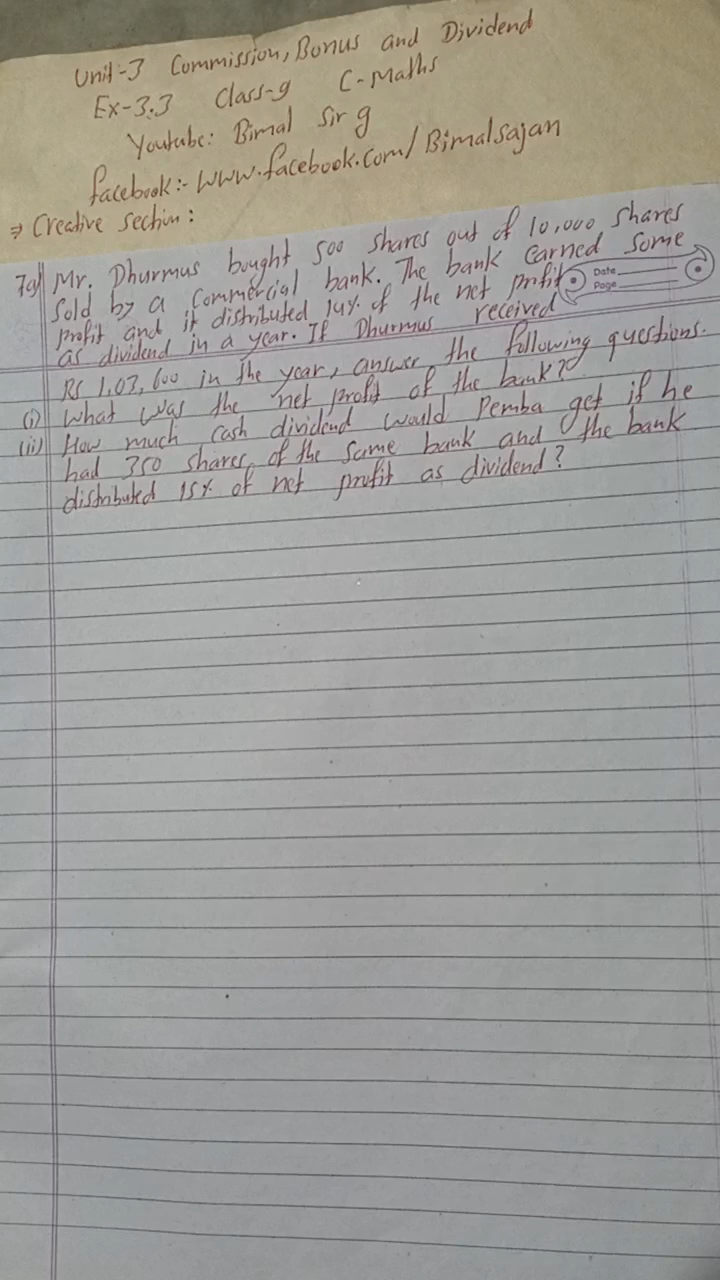 Unit-3 Commission, Bonus and Dividend
Ex-3.3 Class-9 C-Maths
Youtube: Bimal Sir g
facebook:- www.facebook.com/Bimalsajan
⇒ Creative section:
7a) Mr. Dhurmus bought 500 shares out of 10,000 shares
sold by a commercial bank. The bank earned some
profit and it distributed 14% of the net profit
Date
Page
as dividend in a year. If Dhurmus received
Rs 1,03,600 in the year, answer the following questions.
(i) What was the net profit of the bank?
(ii) How much cash dividend would Pemba get if he
had 350 shares of the same bank and the bank
distributed 15% of net profit as dividend?